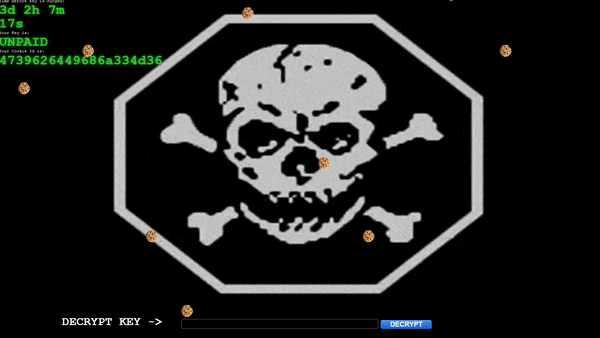 Time Before Key is Purged:
3d 2h 7m
17s
Your Key is:
UNPAID
Your Cookie Id is:
4739626449686a334d36
DECRYPT KEY ->
DECRYPT